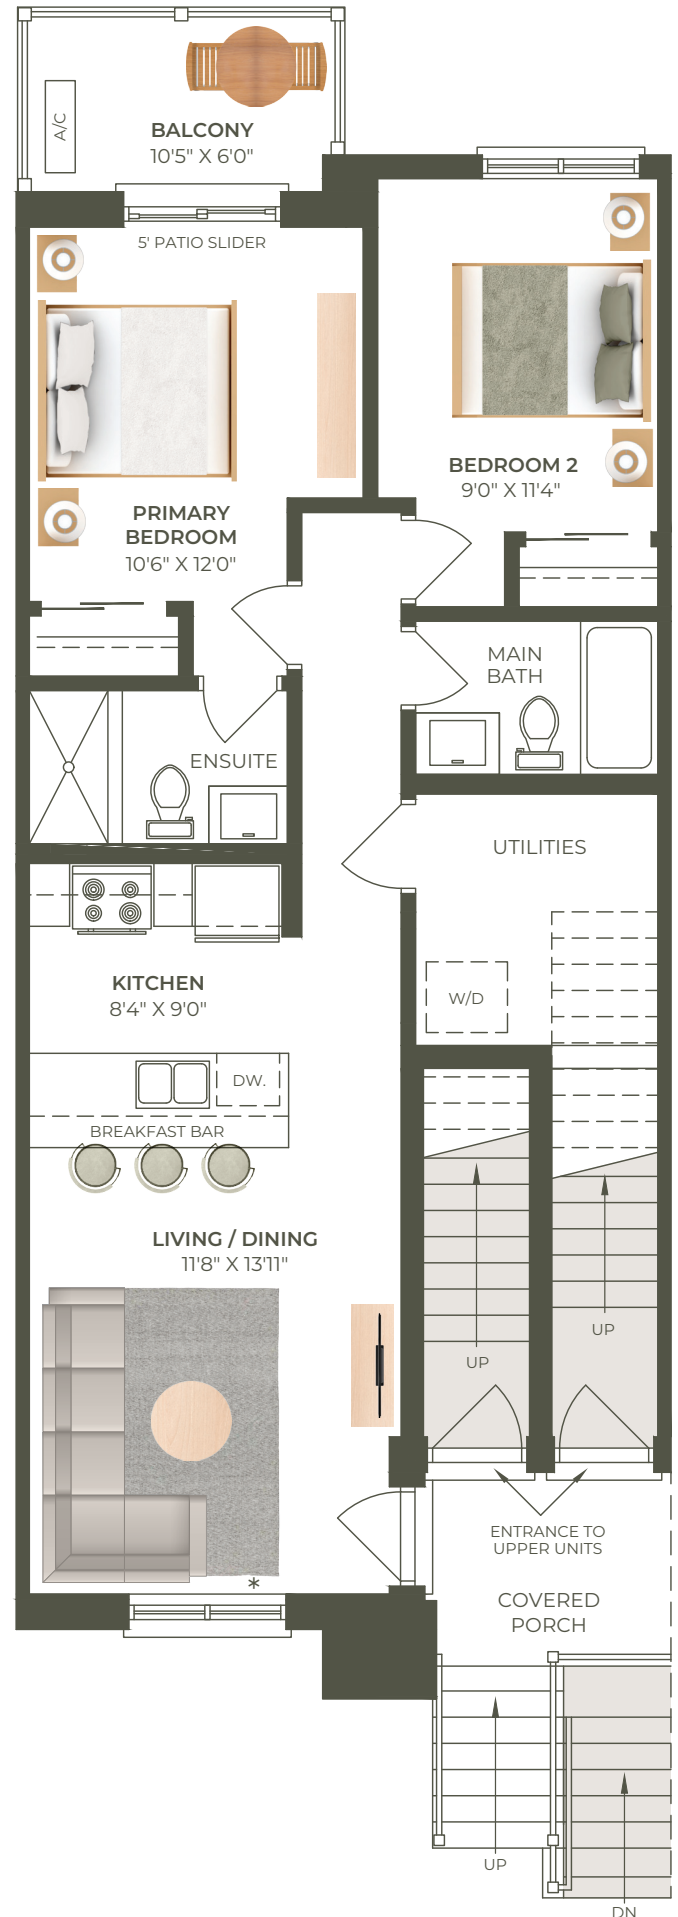 A/C
BALCONY
10'5" X 6'0"
5' PATIO SLIDER
BEDROOM 2
9'0" X 11'4"
PRIMARY
BEDROOM
10'6" X 12'0"
MAIN
BATH
ENSUITE
UTILITIES
KITCHEN
8'4" X 9'0"
W/D
DW.
BREAKFAST BAR
LIVING / DINING
11'8" X 13'11"
UP
UP
ENTRANCE TO
UPPER UNITS
*
COVERED
PORCH
UP
DN